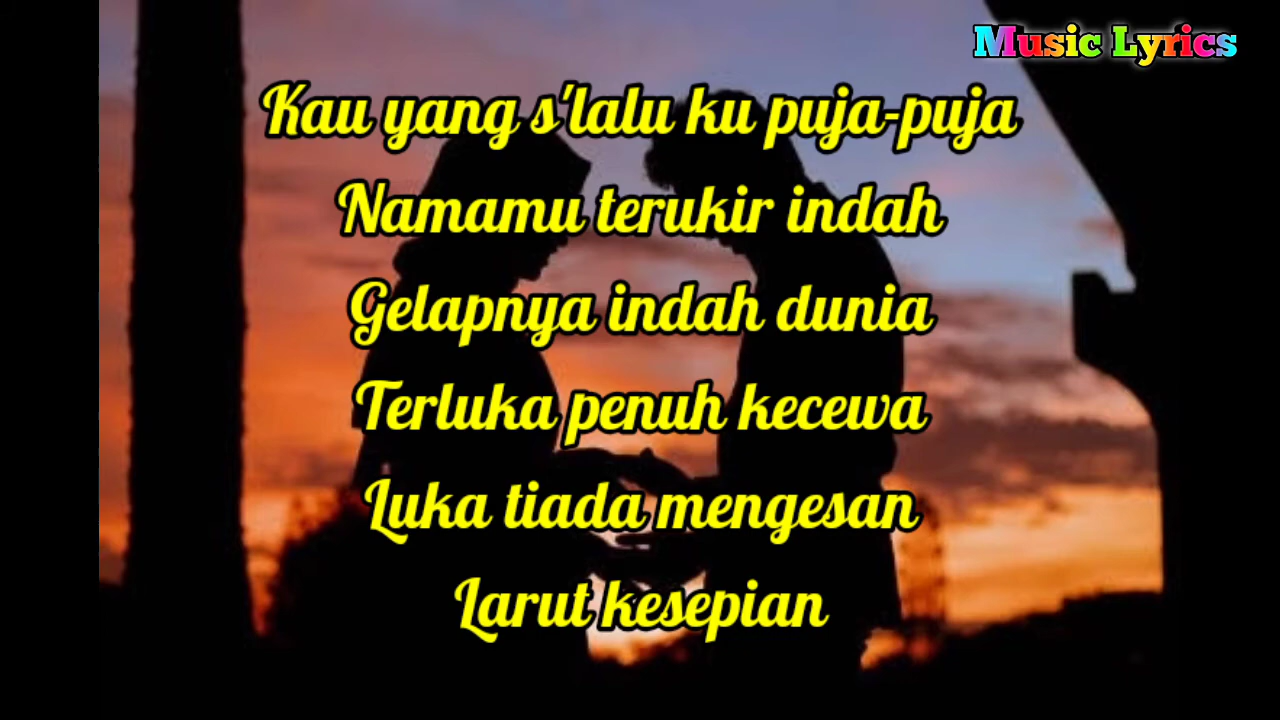 Music Lyrics
Kau yang s'lalu ku puja-puja
Namamu terukir indah
Gelapnya indah dunia
Terluka penuh kecewa
Luka tiada mengesan
Larut kesepian